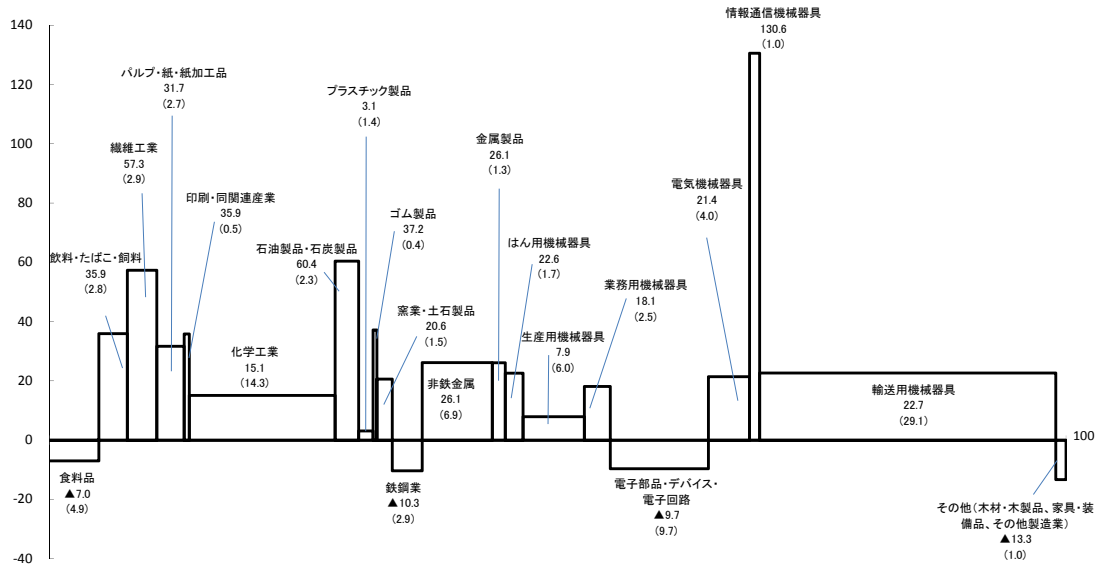 140
120
100
80
60
40
20
0
-20
-40
食料品
▲7.0
(4.9)
飲料・たばこ・飼料
35.9
(2.8)
繊維工業
57.3
(2.9)
パルプ・紙・紙加工品
31.7
(2.7)
印刷・同関連産業
35.9
(0.5)
化学工業
15.1
(14.3)
石油製品・石炭製品
60.4
(2.3)
プラスチック製品
3.1
(1.4)
ゴム製品
37.2
(0.4)
窯業・土石製品
20.6
(1.5)
鉄鋼業
▲10.3
(2.9)
非鉄金属
26.1
(6.9)
金属製品
26.1
(1.3)
はん用機械器具
22.6
(1.7)
生産用機械器具
7.9
(6.0)
業務用機械器具
18.1
(2.5)
電子部品・デバイス・
電子回路
▲9.7
(9.7)
電気機械器具
21.4
(4.0)
情報通信機械器具
130.6
(1.0)
輸送用機械器具
22.7
(29.1)
100
その他(木材・木製品、家具・装
備品、その他製造業)
▲13.3
(1.0)